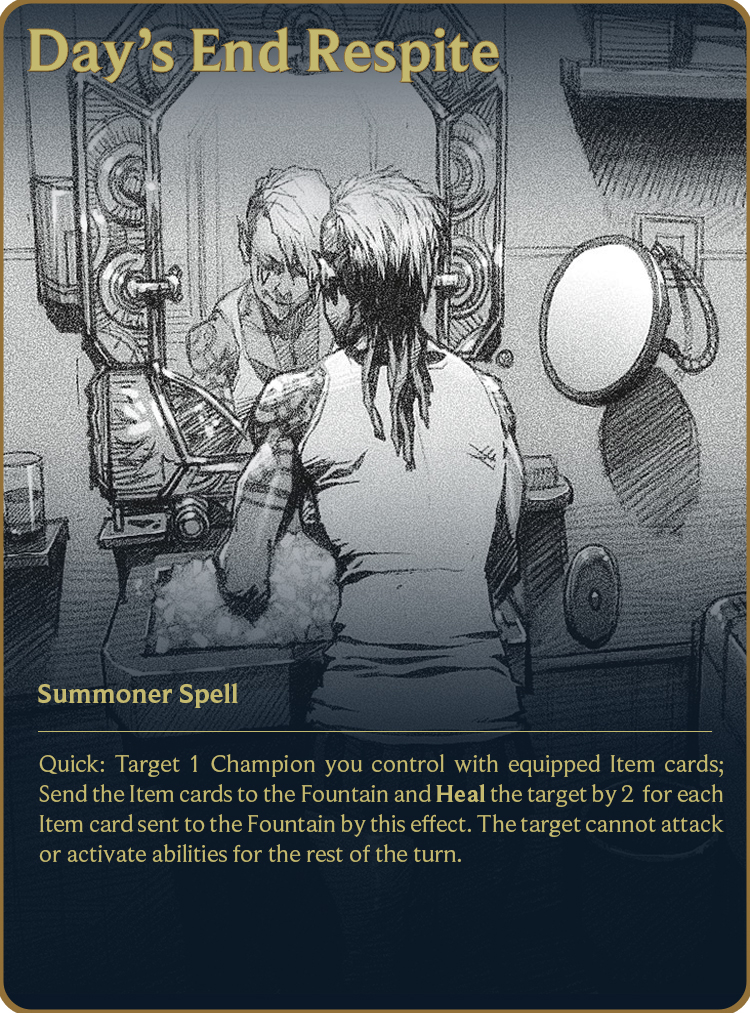 Day's End Respite
Summoner Spell
Quick: Target 1 Champion you control with equipped Item cards;
Send the Item cards to the Fountain and Heal the target by 2 for each
Item card sent to the Fountain by this effect. The target cannot attack
or activate abilities for the rest of the turn.